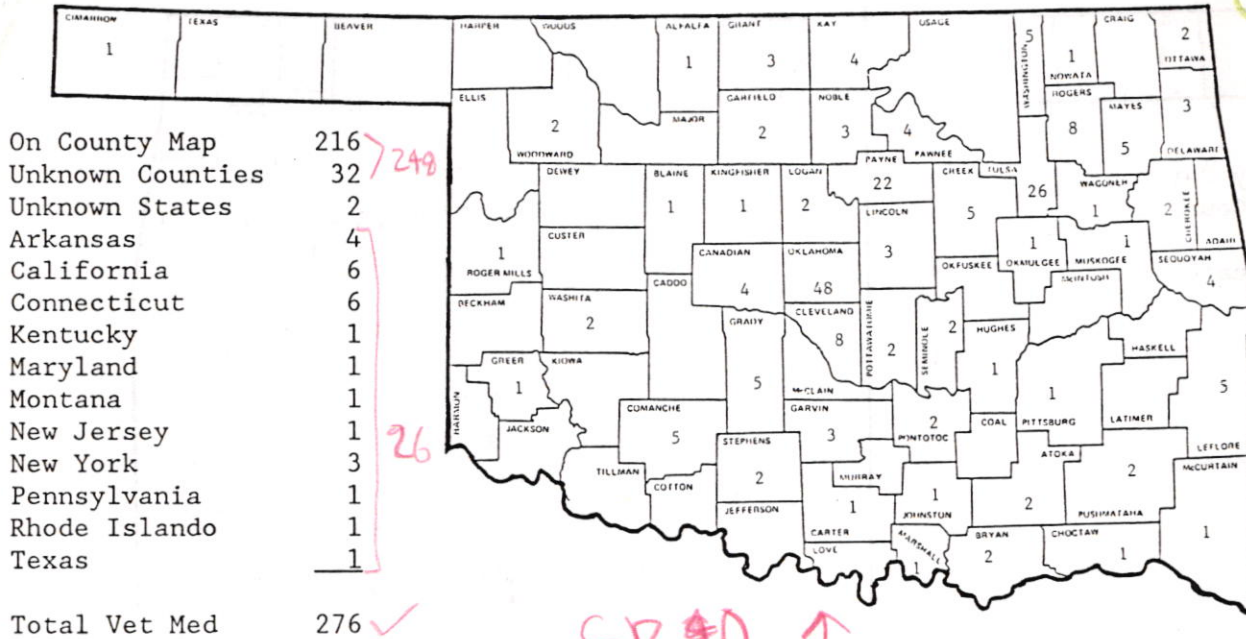 CIMARRON TEXAS BEAVER HARPER WOODS ALFALFA GRANT KAY OSAGE WASHINGTON NOWATA CRAIG OTTAWA
1 1 3 4 5 1 2
ELLIS WOODWARD MAJOR GARFIELD NOBLE PAWNEE ROGERS MAYES DELAWARE
2 2 3 4 8 5 3
DEWEY BLAINE KINGFISHER LOGAN PAYNE CREEK TULSA WAGONER CHEROKEE ADAIR
1 1 2 22 5 26 1 2
ROGER MILLS CUSTER CANADIAN OKLAHOMA LINCOLN OKFUSKEE OKMULGEE MUSKOGEE McINTOSH SEQUOYAH
1 4 48 3 1 1 4
BECKHAM WASHITA CADDO GRADY CLEVELAND POTTAWATOMIE SEMINOLE HUGHES HASKELL
2 5 8 2 2 1
HARMON GREER KIOWA McCLAIN PITTSBURG LATIMER LEFLORE
1 1 5
JACKSON COMANCHE STEPHENS GARVIN PONTOTOC COAL ATOKA PUSHMATAHA McCURTAIN
5 2 3 2 2 2 1
TILLMAN COTTON JEFFERSON MURRAY CARTER JOHNSTON LOVE MARSHALL BRYAN CHOCTAW
1 1 1 2 1
On County Map 216
Unknown Counties 32
248
Unknown States 2
Arkansas 4
California 6
Connecticut 6
Kentucky 1
Maryland 1
Montana 1
New Jersey 1
New York 3
Pennsylvania 1
Rhode Islando 1
Texas 1
26
Total Vet Med 276 ✓